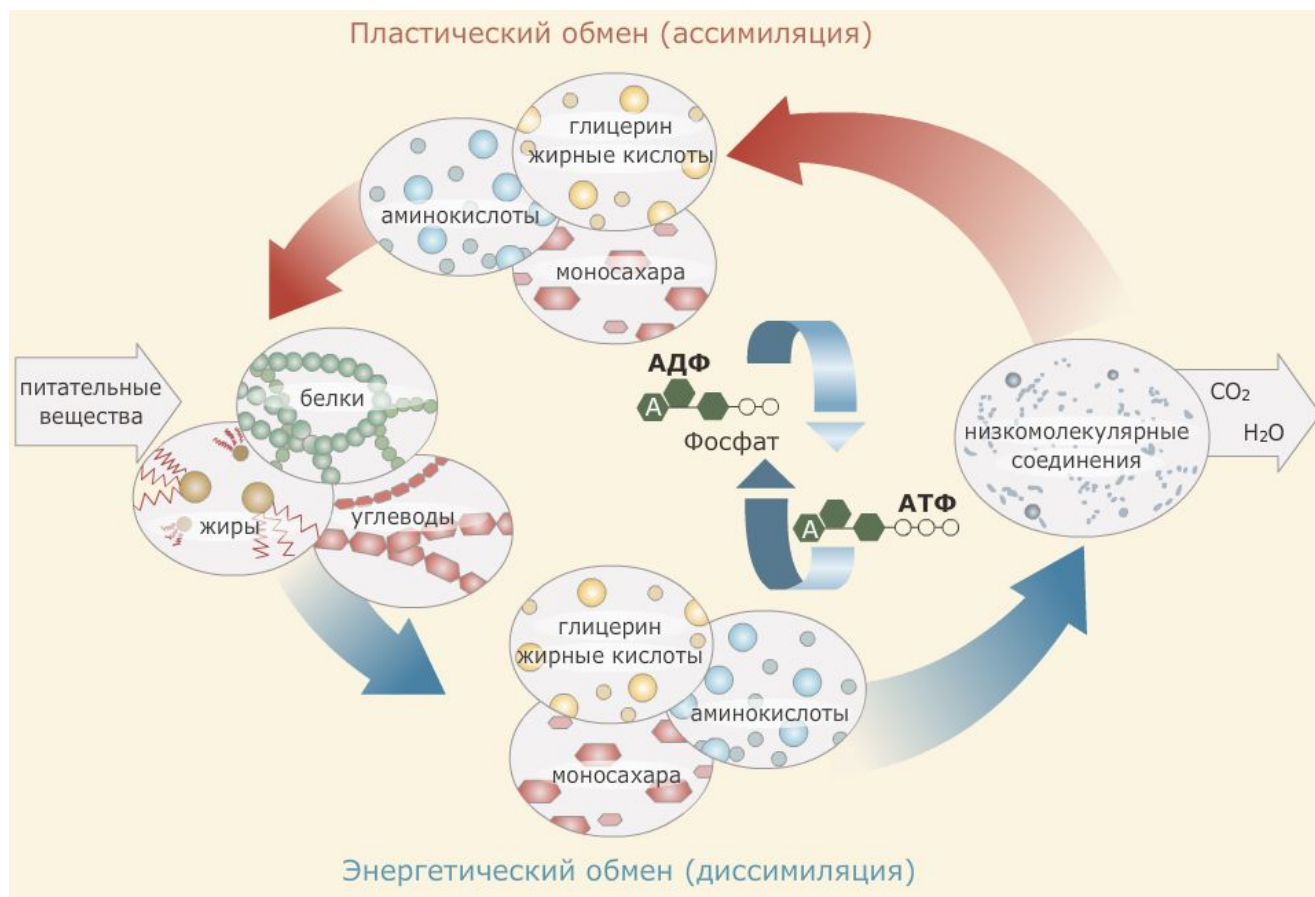 Пластический обмен (ассимиляция)
глицерин
жирные кислоты
аминокислоты
моносахара
питательные
вещества
белки
жиры
углеводы
АДФ
А
Фосфат
А
АТФ
низкомолекулярные
соединения
CO₂
H₂O
глицерин
жирные кислоты
аминокислоты
моносахара
Энергетический обмен (диссимиляция)